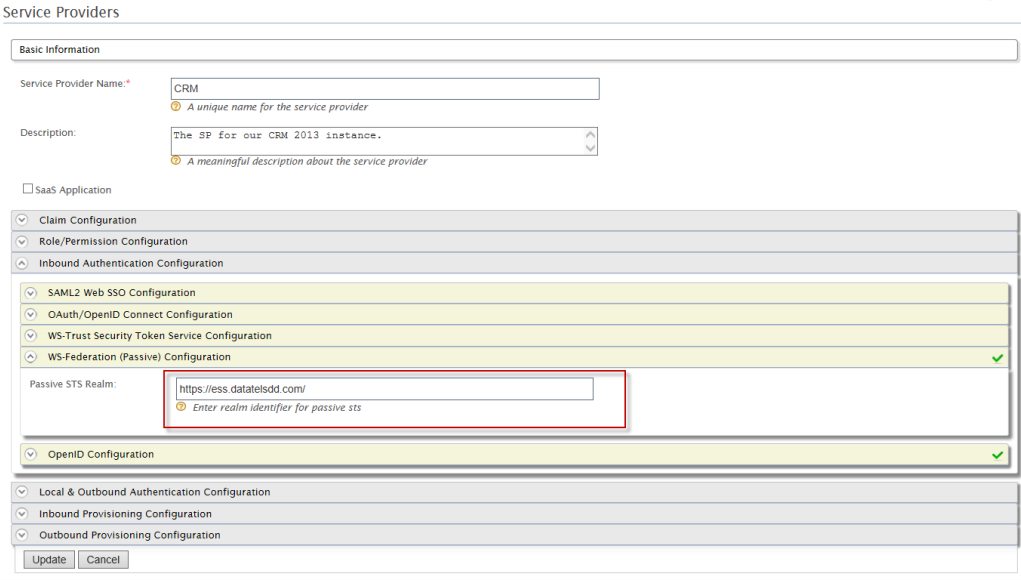 Service Providers
Basic Information
Service Provider Name:*
CRM
A unique name for the service provider
Description:
The SP for our CRM 2013 instance.
A meaningful description about the service provider
SaaS Application
Claim Configuration
Role/Permission Configuration
Inbound Authentication Configuration
SAML2 Web SSO Configuration
OAuth/OpenID Connect Configuration
WS-Trust Security Token Service Configuration
WS-Federation (Passive) Configuration
Passive STS Realm:
https://ess.datatelsdd.com/
Enter realm identifier for passive sts
OpenID Configuration
Local & Outbound Authentication Configuration
Inbound Provisioning Configuration
Outbound Provisioning Configuration
Update Cancel